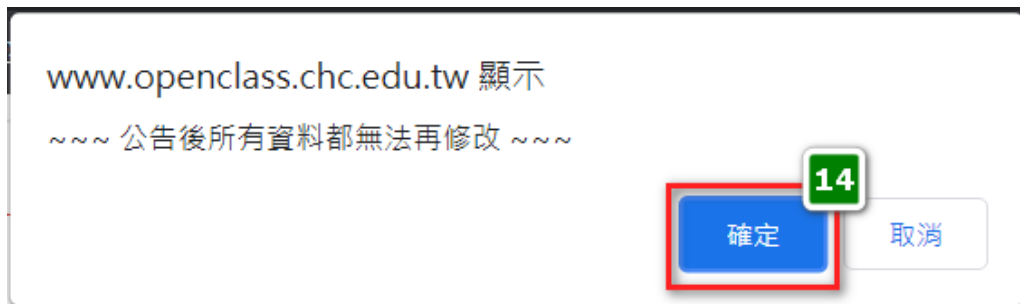 www.openclass.chc.edu.tw 顯示
~~~ 公告後所有資料都無法再修改 ~~~
14
確定
取消